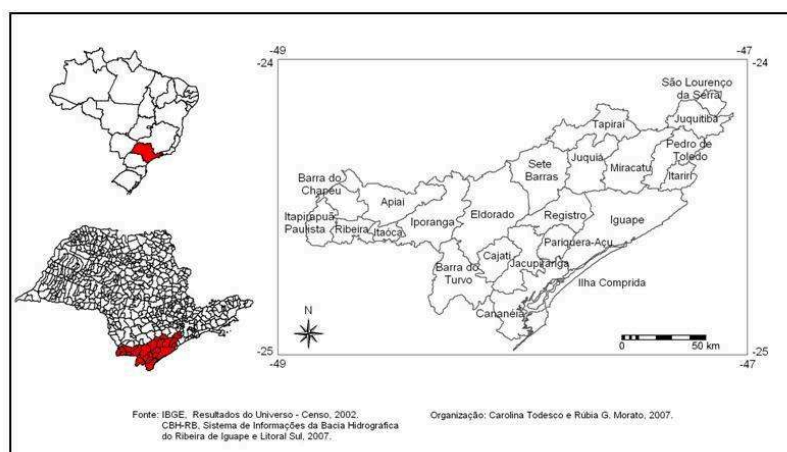 -49
-47
-24
-24
São Lourenço
da Serral
Juquitiba
Tapiraí
Pedro de
Toledo
Juquiá
Miracatu
Sete
Barras
Itariri
Barra do
Chapéu
Apiaí
Itapirapuã
Paulista
Ribeira
Itaóca
Iporanga
Eldorado
Registro
Iguape
Pariquera-Açu
Cajati
Jacupiranga
Barra do
Turvo
Ilha Comprida
Cananéia
N
0
50 km
-25
-25
-49
-47
Fonte: IBGE, Resultados do Universo - Censo, 2002.
CBH-RB, Sistema de Informações da Bacia Hidrográfica
do Ribeira de Iguape e Litoral Sul, 2007.
Organização: Carolina Todesco e Rúbia G. Morato, 2007.